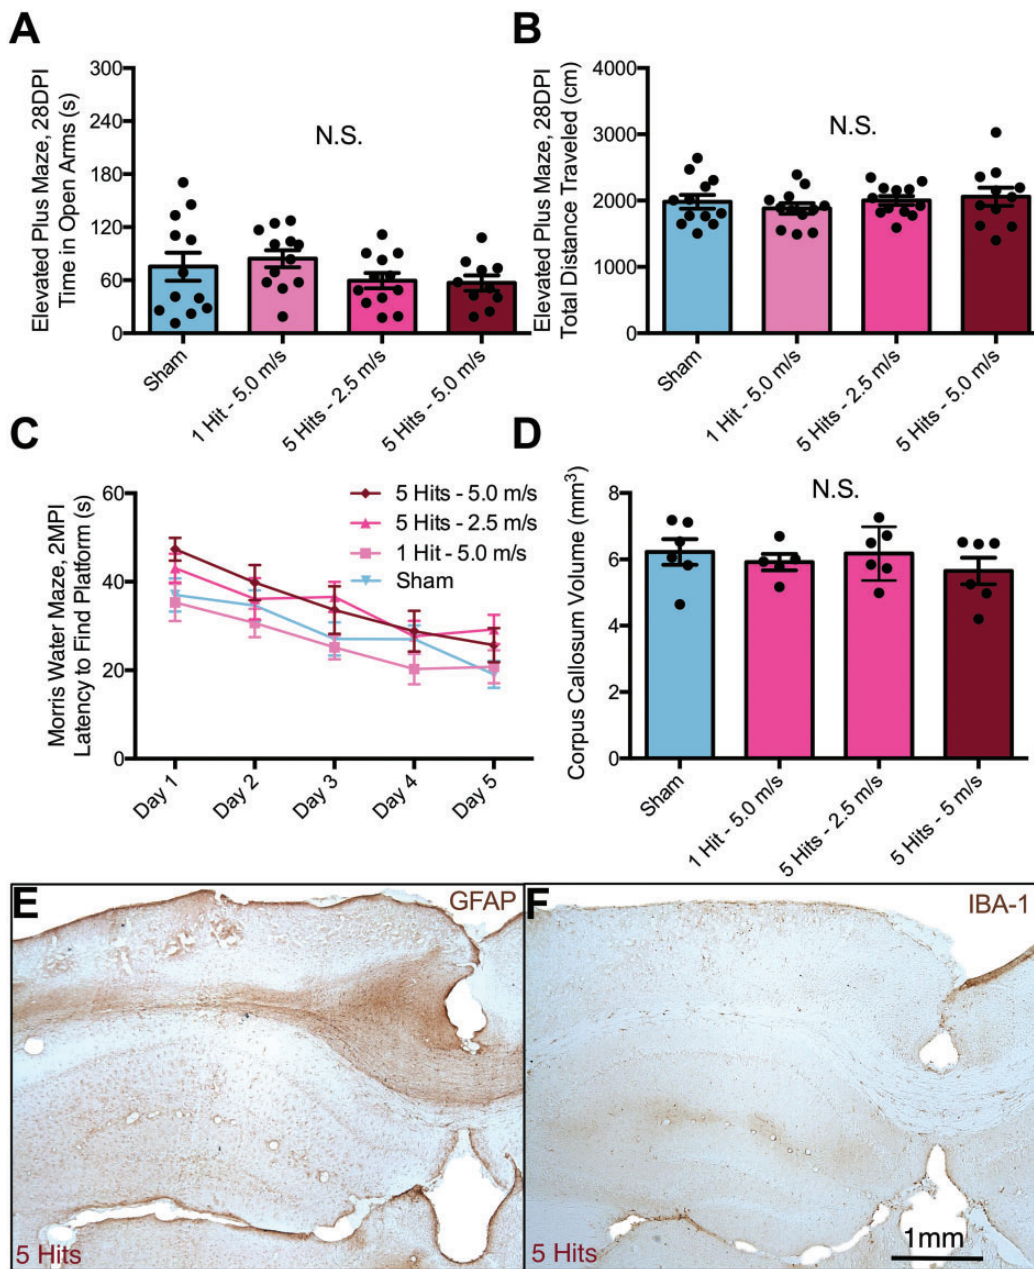 A
Elevated Plus Maze, 28DPI
Time in Open Arms (s)
300
240
180
120
60
0
N.S.
Sham
1 Hit - 5.0 m/s
5 Hits - 2.5 m/s
5 Hits - 5.0 m/s
B
Elevated Plus Maze, 28DPI
Total Distance Traveled (cm)
4000
3000
2000
1000
0
N.S.
Sham
1 Hit - 5.0 m/s
5 Hits - 2.5 m/s
5 Hits - 5.0 m/s
C
Morris Water Maze, 2MPI
Latency to Find Platform (s)
60
40
20
0
5 Hits - 5.0 m/s
5 Hits - 2.5 m/s
1 Hit - 5.0 m/s
Sham
Day 1
Day 2
Day 3
Day 4
Day 5
D
Corpus Callosum Volume (mm³)
8
6
4
2
0
N.S.
Sham
1 Hit - 5.0 m/s
5 Hits - 2.5 m/s
5 Hits - 5 m/s
E
GFAP
5 Hits
F
IBA-1
5 Hits
1mm